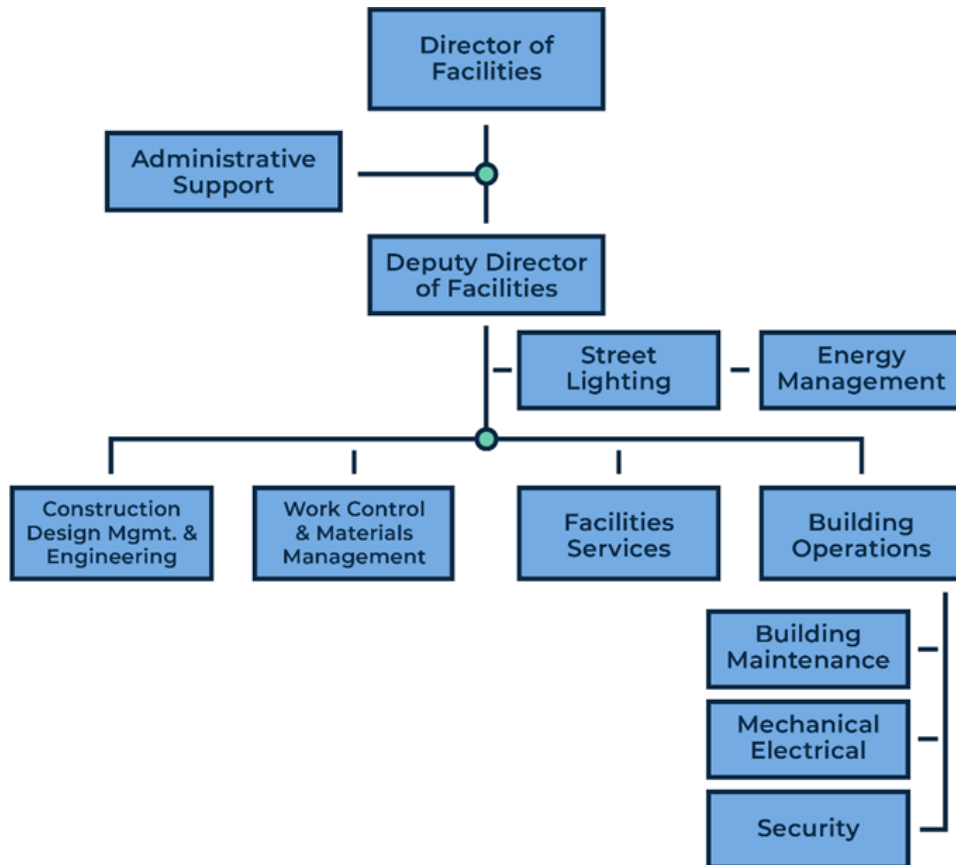 Director of
Facilities
Administrative
Support
Deputy Director
of Facilities
Street
Lighting
Energy
Management
Construction
Design Mgmt. &
Engineering
Work Control
& Materials
Management
Facilities
Services
Building
Operations
Building
Maintenance
Mechanical
Electrical
Security